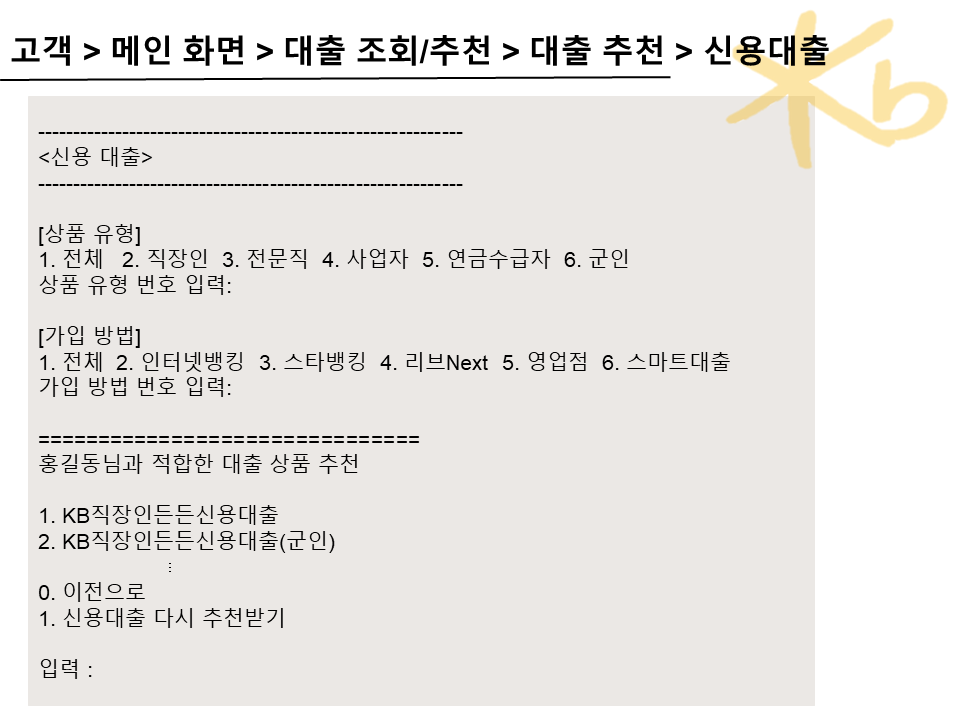 고객 > 메인 화면 > 대출 조회/추천 > 대출 추천 > 신용대출
Kb
-------------------------------------------------------------
<신용 대출>
-------------------------------------------------------------
[상품 유형]
1. 전체 2. 직장인 3. 전문직 4. 사업자 5. 연금수급자 6. 군인
상품 유형 번호 입력:
[가입 방법]
1. 전체 2. 인터넷뱅킹 3. 스타뱅킹 4. 리브Next 5. 영업점 6. 스마트대출
가입 방법 번호 입력:
================================
홍길동님과 적합한 대출 상품 추천
1. KB직장인든든신용대출
2. KB직장인든든신용대출(군인)
⋮
0. 이전으로
1. 신용대출 다시 추천받기
입력 :